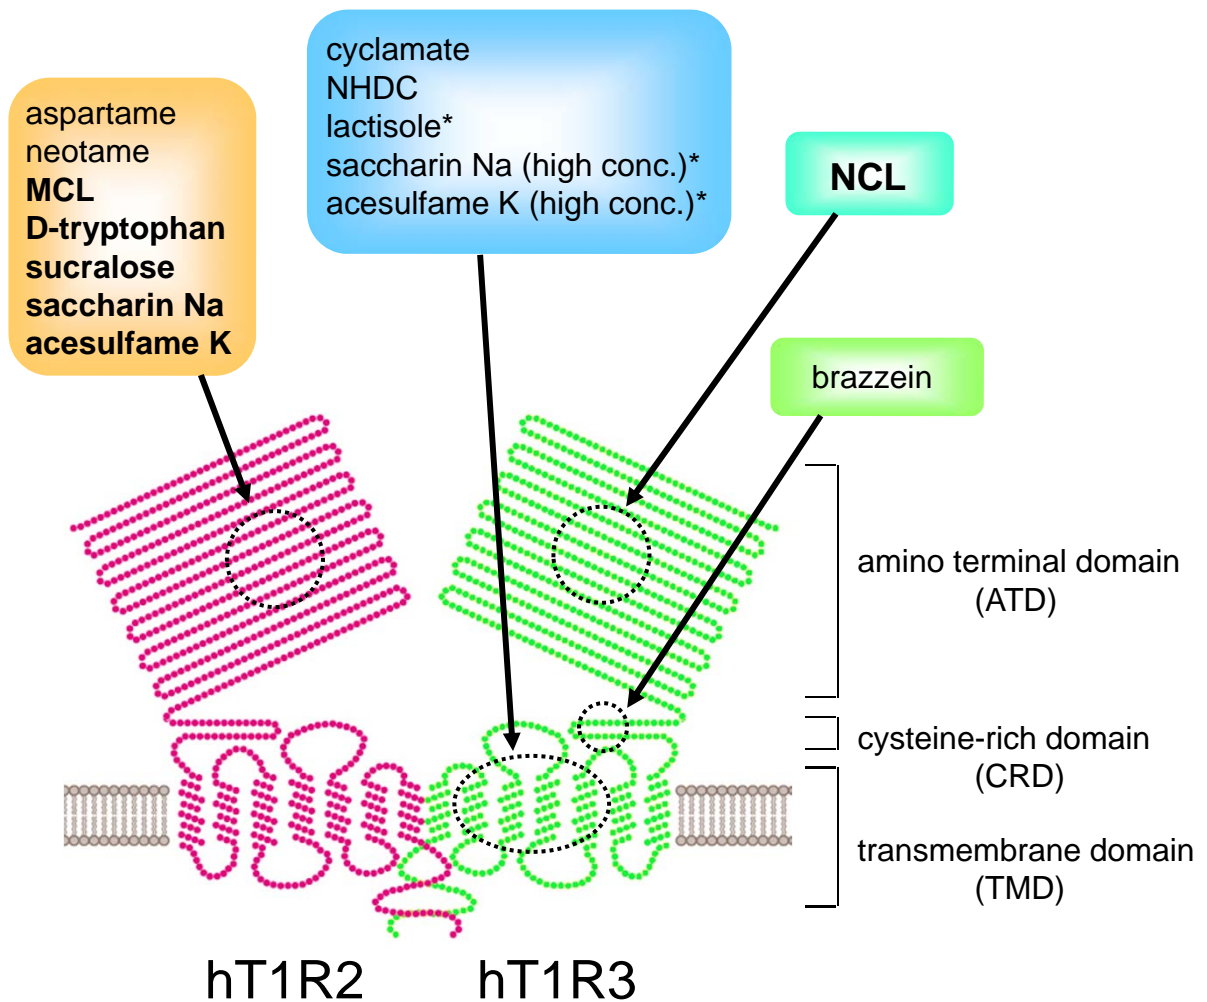 cyclamate
NHDC
lactisole*
saccharin Na (high conc.)*
acesulfame K (high conc.)*
aspartame
neotame
MCL
D-tryptophan
sucralose
saccharin Na
acesulfame K
NCL
brazzein
amino terminal domain
(ATD)
cysteine-rich domain
(CRD)
transmembrane domain
(TMD)
hT1R2
hT1R3